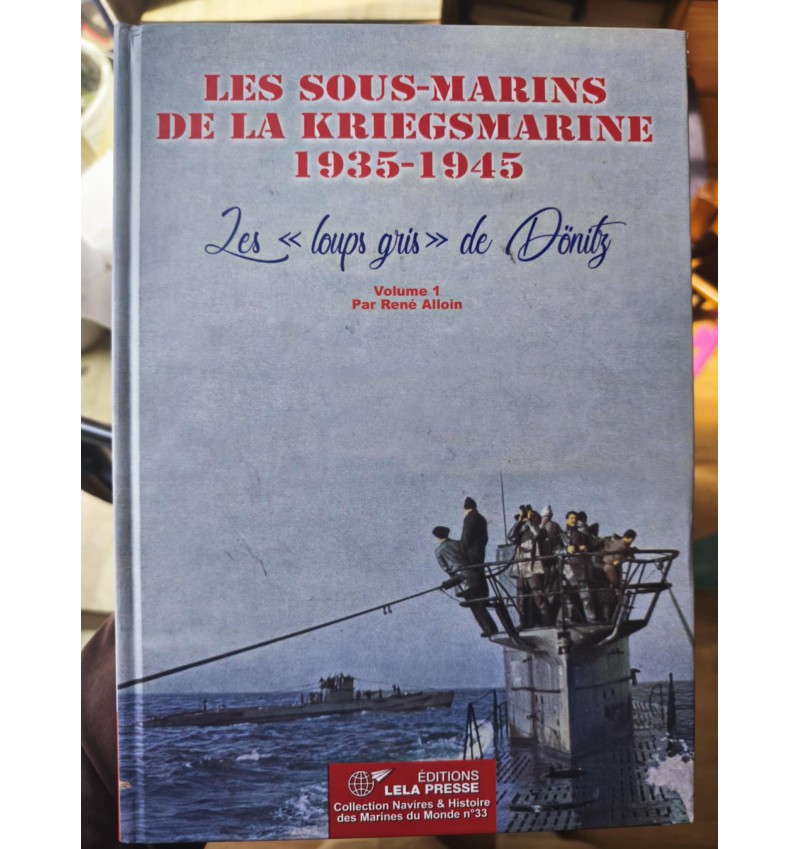 LES SOUS-MARINS
DE LA KRIEGSMARINE
1935-1945
Les « loups gris » de Dönitz
Volume 1
Par René Alloin
ÉDITIONS
LELA PRESSE
Collection Navires & Histoire
des Marines du Monde n°33